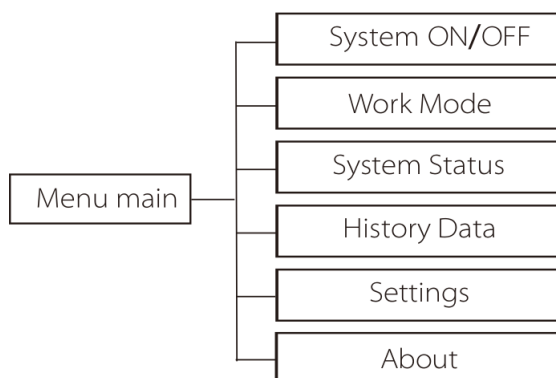 System ON/OFF
Work Mode
System Status
Menu main
History Data
Settings
About